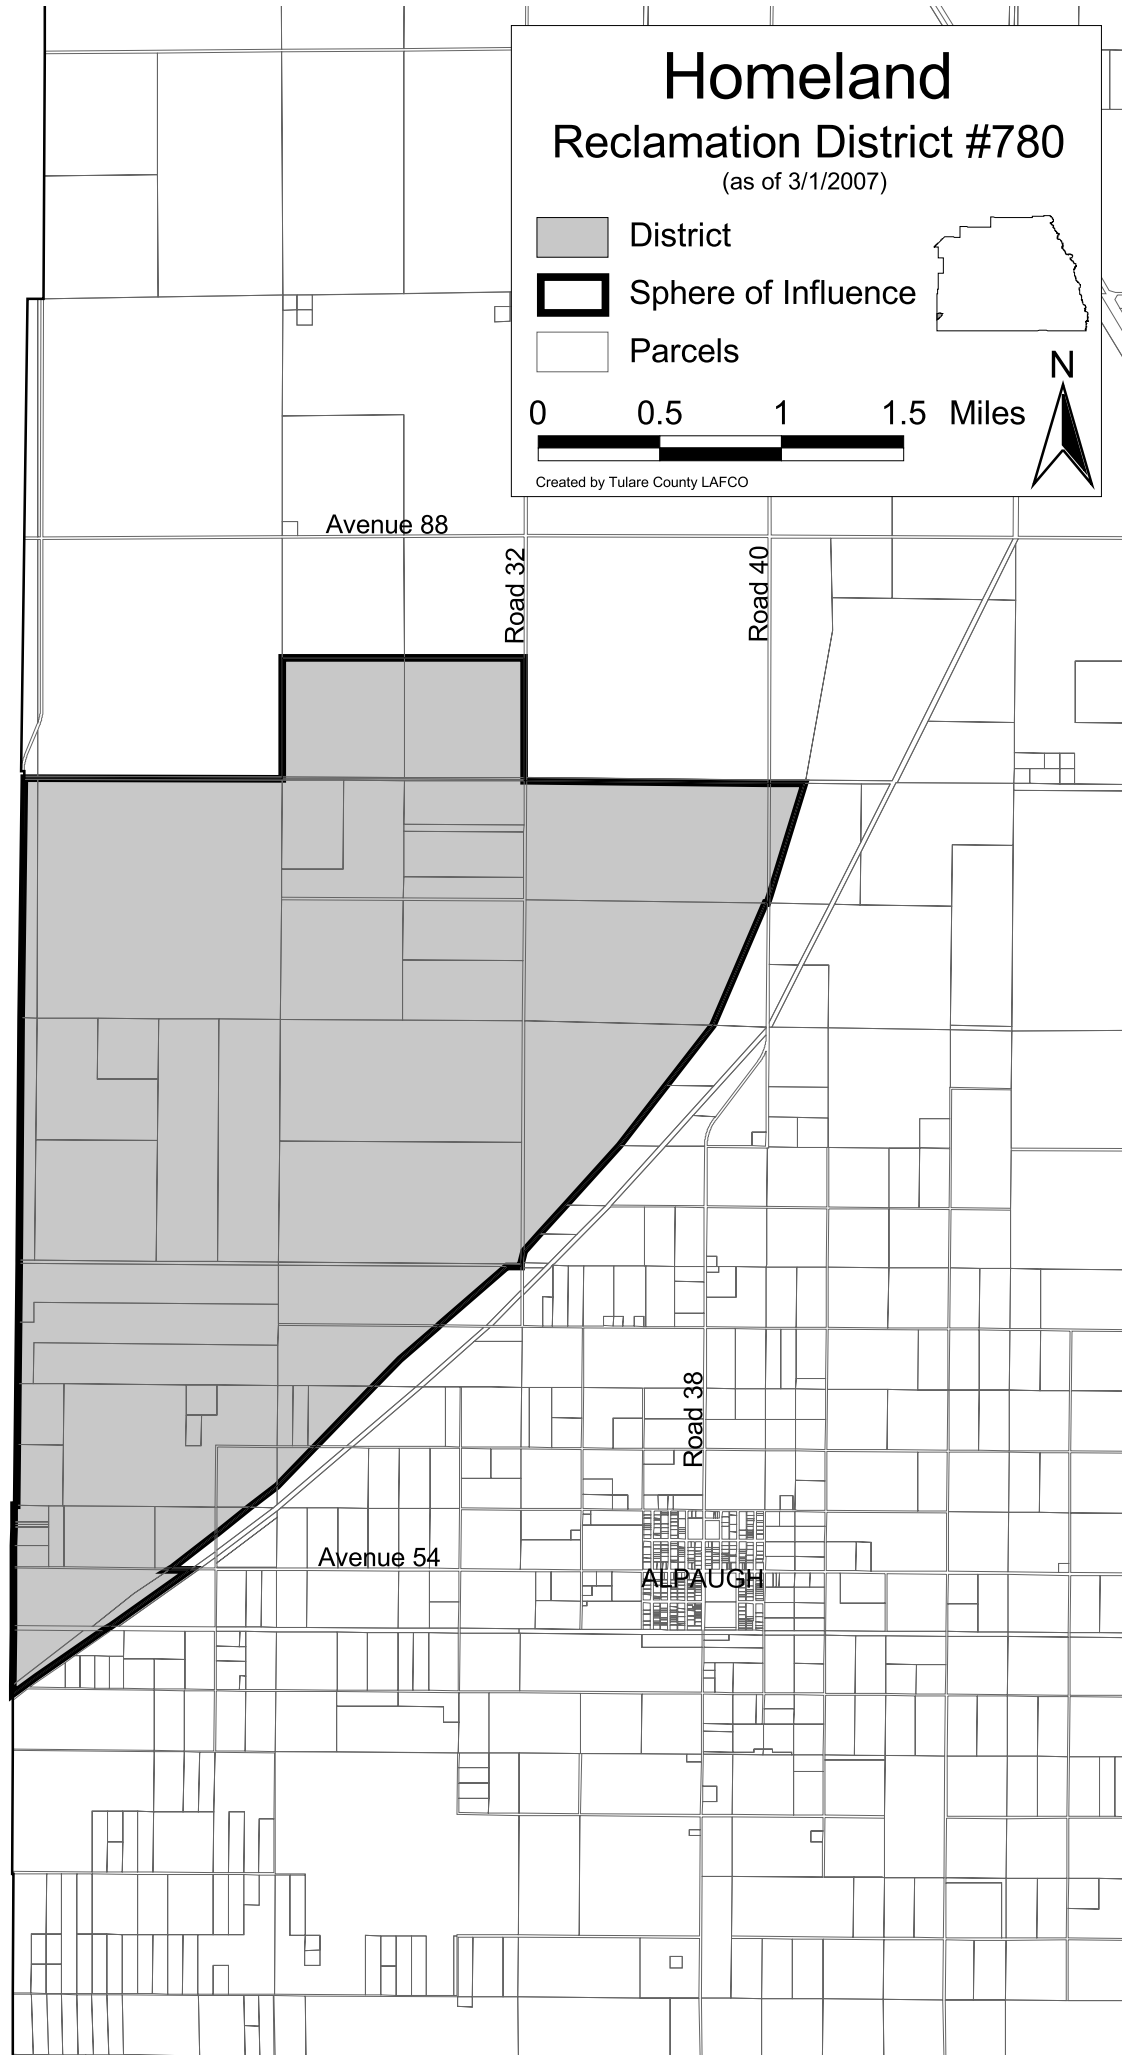 Homeland
Reclamation District #780
(as of 3/1/2007)
District
Sphere of Influence
Parcels
N
0 0.5 1 1.5 Miles
Created by Tulare County LAFCO
Avenue 88
Road 32
Road 40
Road 38
Avenue 54
ALPAUGH